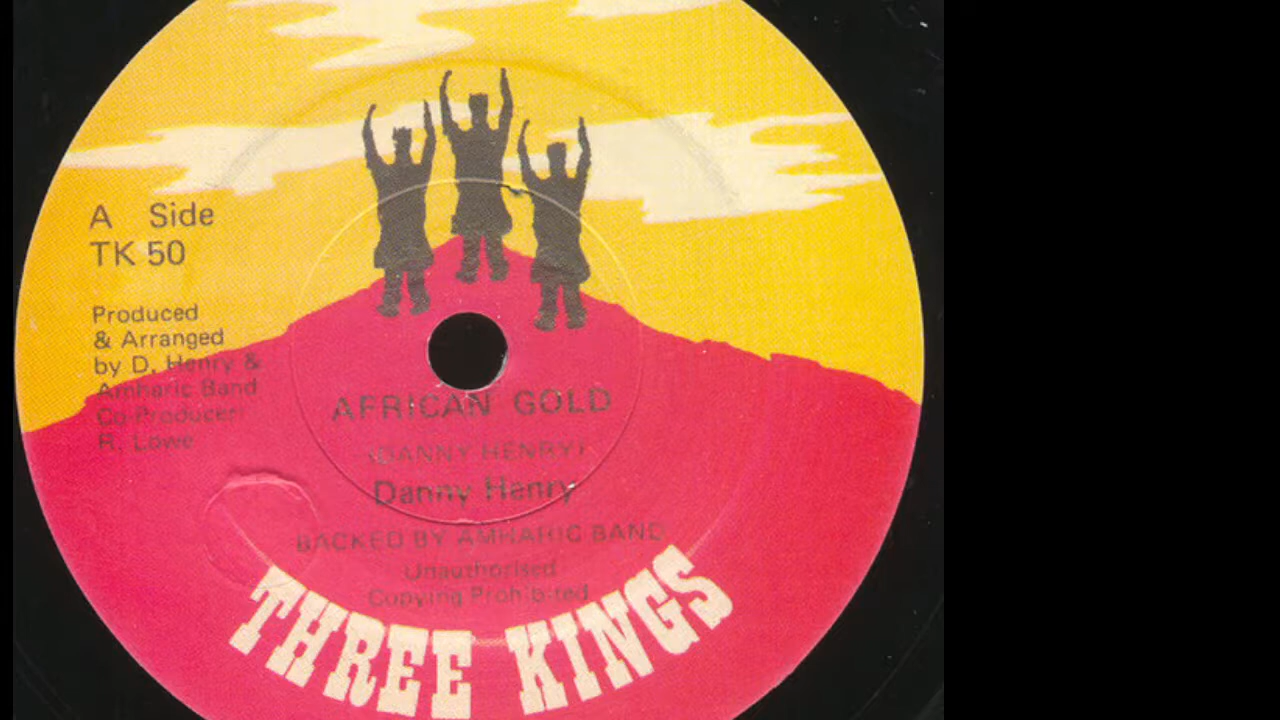 A Side
TK 50
Produced
& Arranged
by D. Henry &
Amharic Band
Co-Producer
R. Lowe
AFRICAN GOLD
(DANNY HENRY)
Danny Henry
BACKED BY AMHARIC BAND
Unauthorised
Copying Prohibited
THREE KINGS